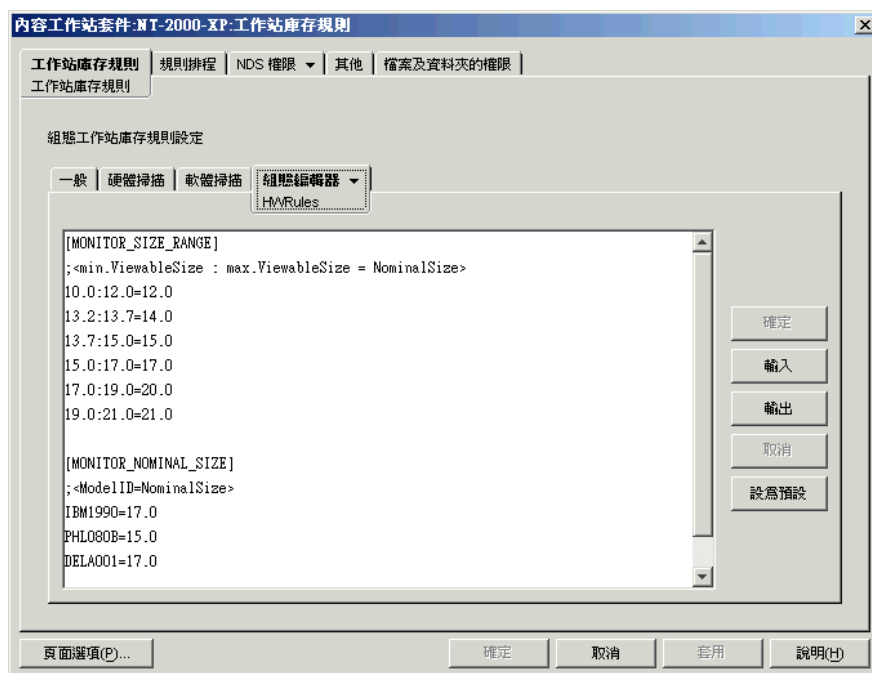 內容工作站套件:NT-2000-XP:工作站庫存規則
工作站庫存規則 規則排程 NDS 權限 其他 檔案及資料夾的權限
工作站庫存規則
組態工作站庫存規則設定
一般 硬體掃描 軟體掃描 組態編輯器
HWRules
[MONITOR_SIZE_RANGE]
;<min.ViewableSize : max.ViewableSize = NominalSize>
10.0:12.0=12.0
13.2:13.7=14.0
13.7:15.0=15.0
15.0:17.0=17.0
17.0:19.0=20.0
19.0:21.0=21.0
[MONITOR_NOMINAL_SIZE]
;<ModelID=NominalSize>
IBM1990=17.0
PHL080B=15.0
DELA001=17.0
確定
輸入
輸出
取消
設為預設
頁面選項(P)... 確定 取消 套用 說明(H)